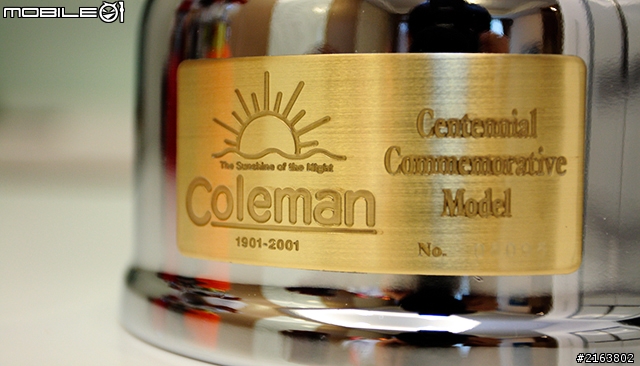 MOBILE01
The Sunshine of the Night
Coleman
1901-2001
Centennial
Commemorative
Model
No.
#2163802